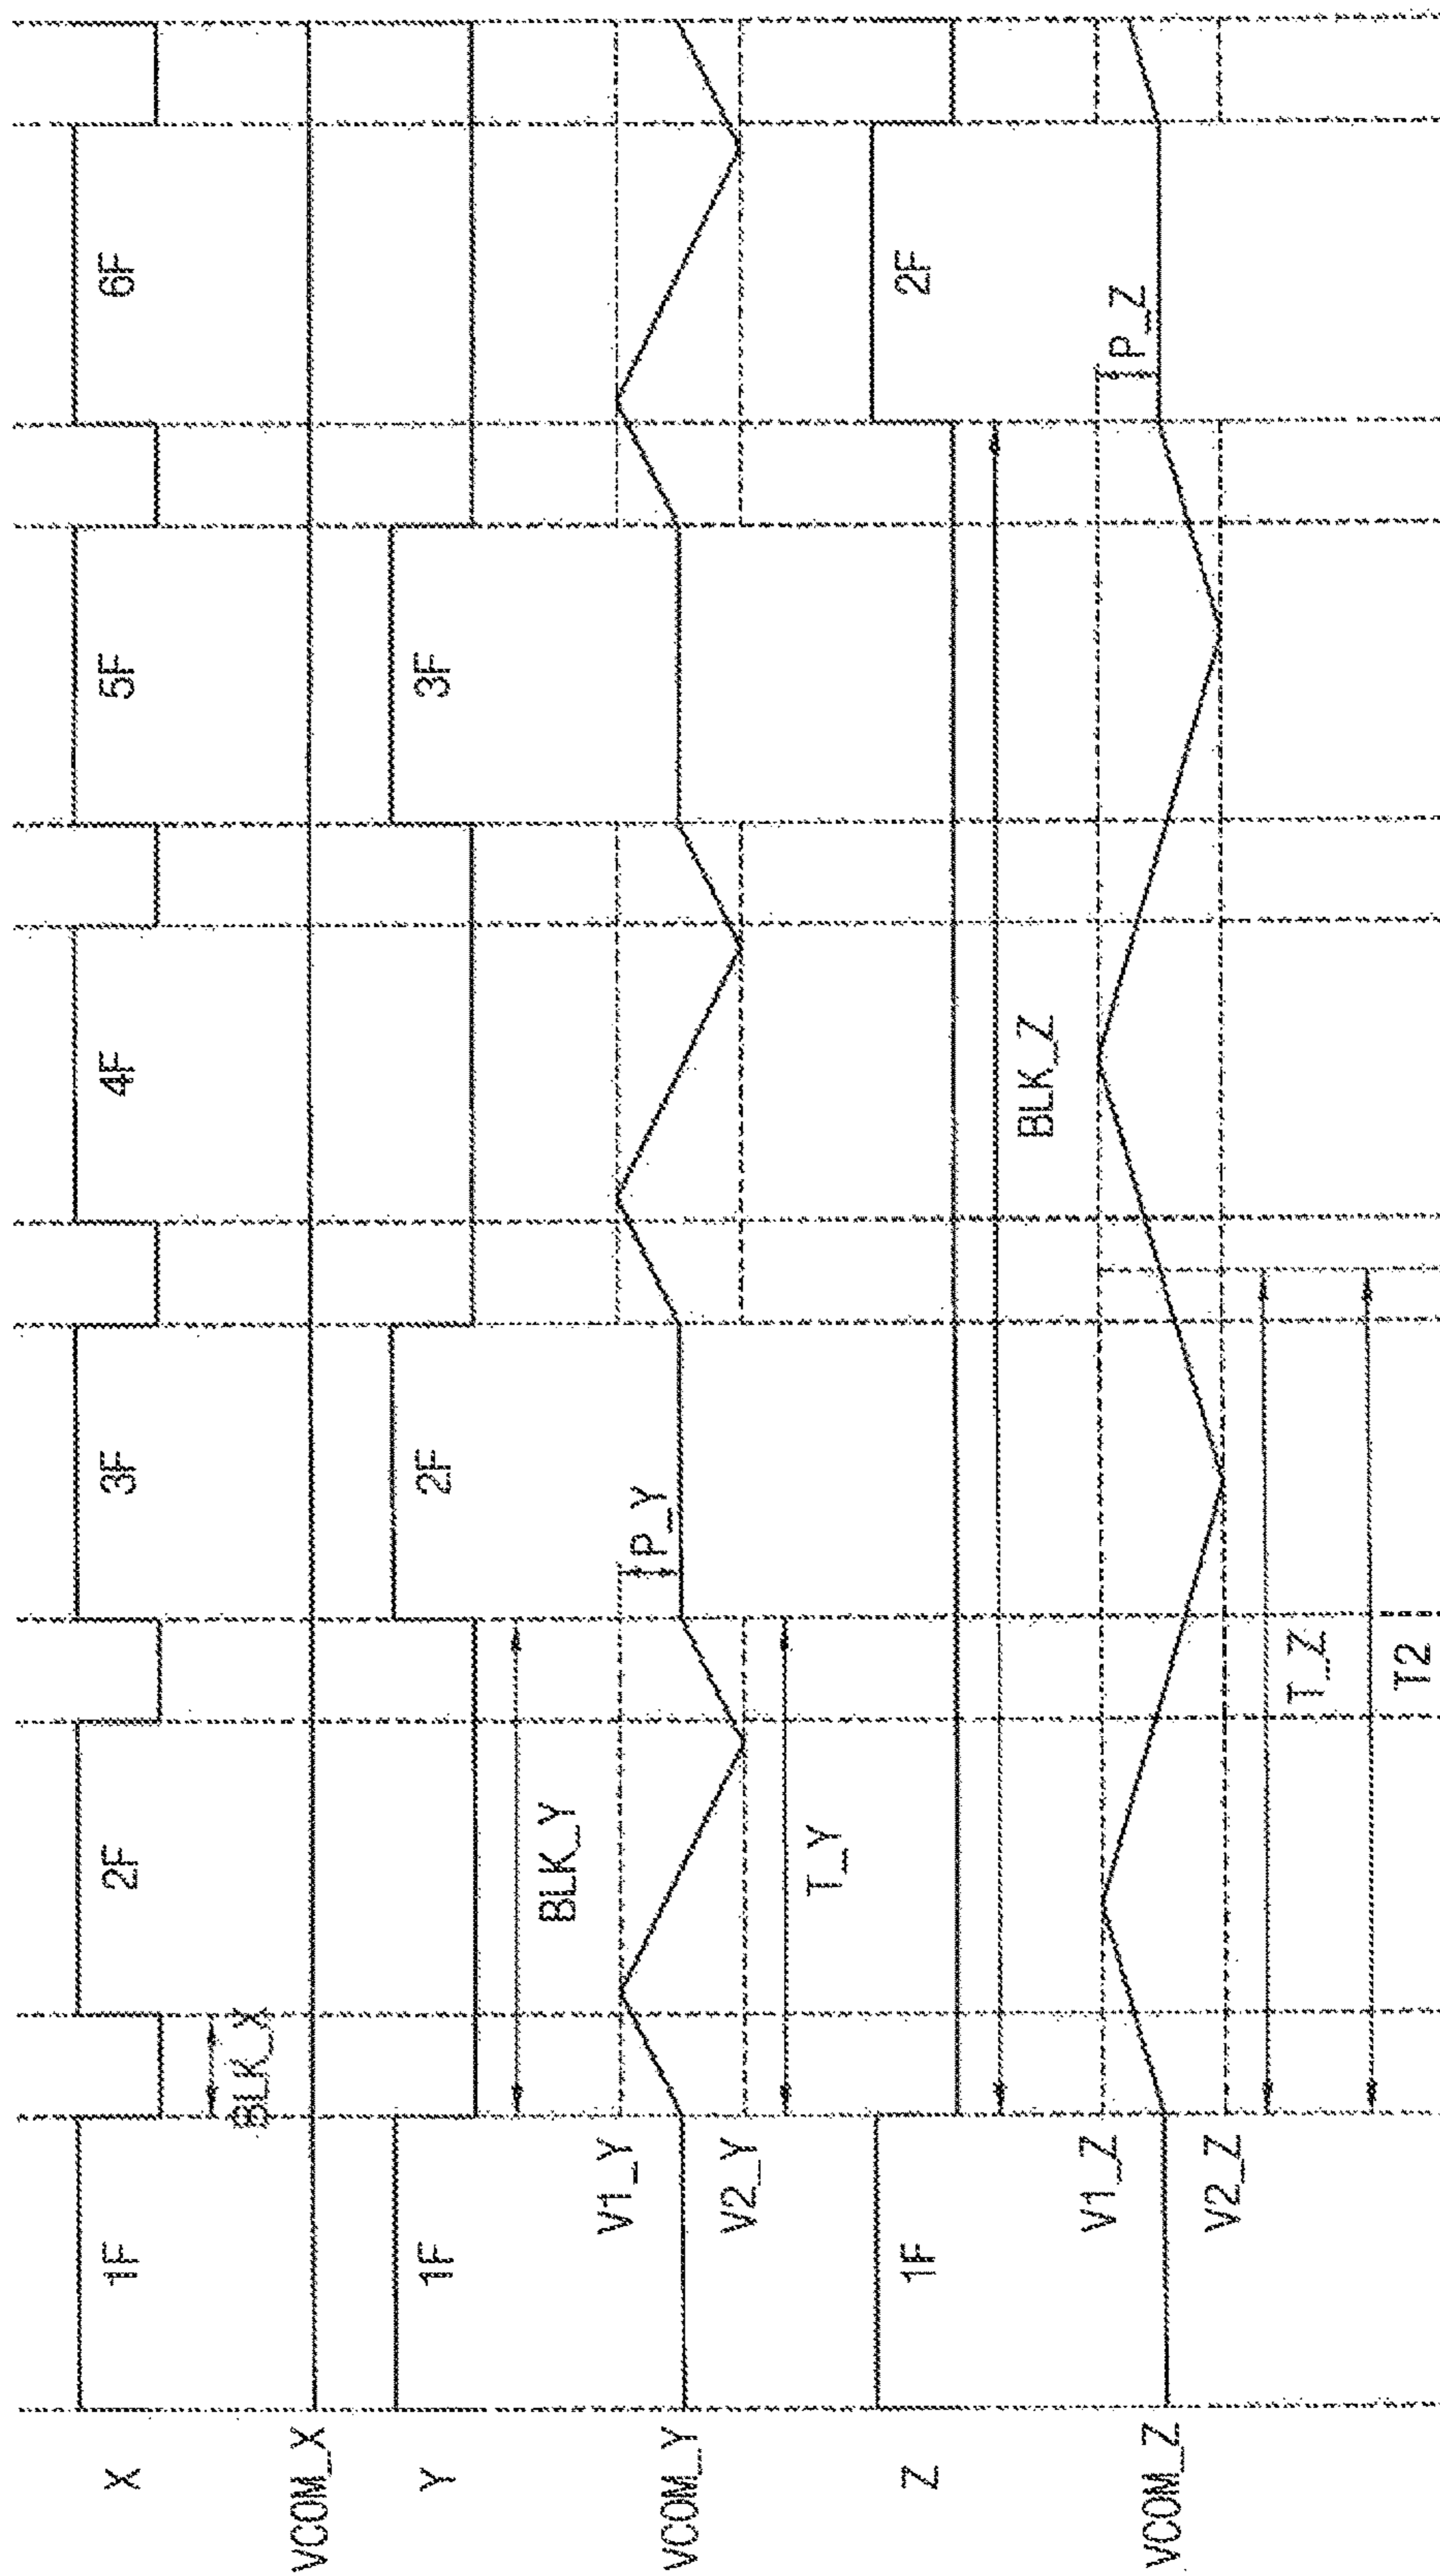 X 1F 2F 3F 4F 5F 6F
BLK_X
VCOM_X
Y 1F 2F 3F
BLK_Y
V1_Y
P_Y
VCOM_Y
V2_Y
T_Y
Z 1F 2F
BLK_Z
V1_Z
P_Z
VCOM_Z
V2_Z
T_Z
T2